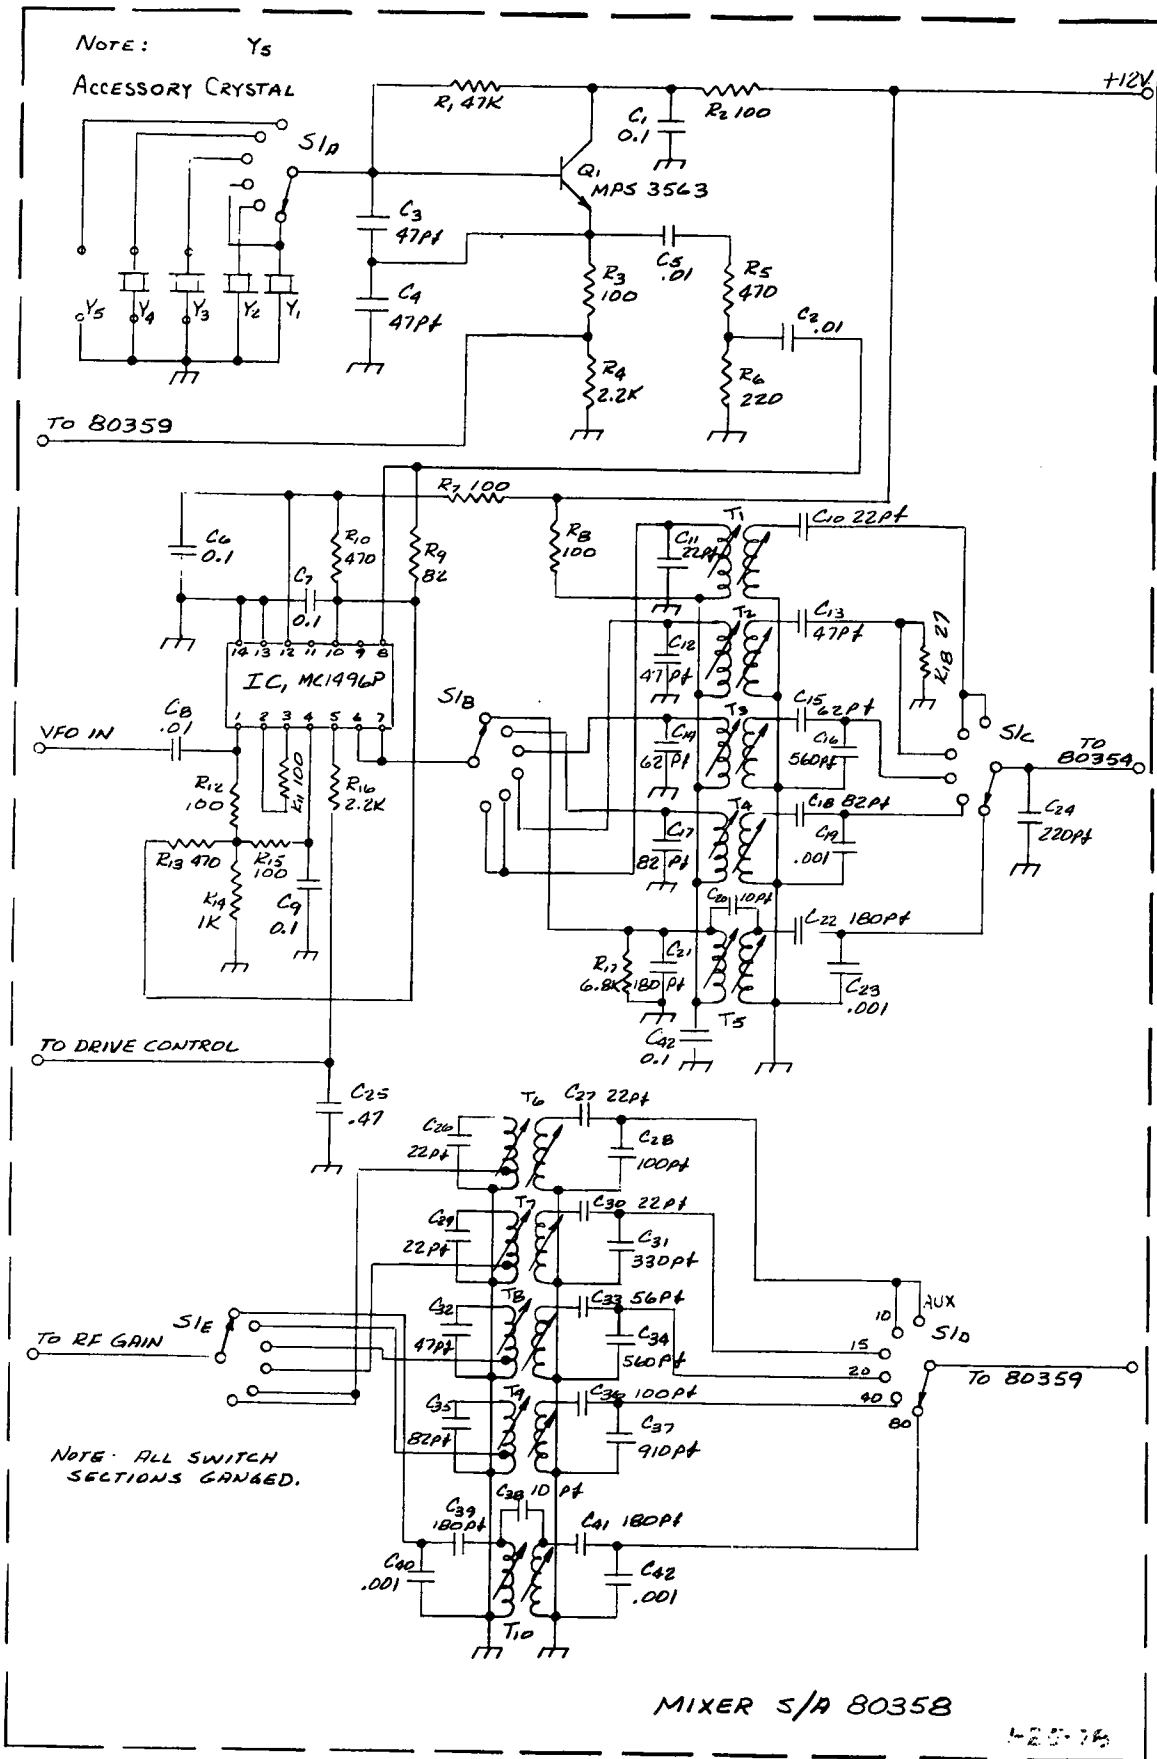 NOTE: Y5
ACCESSORY CRYSTAL
+12V
R1 47K
C1
0.1
R2 100
S1A
Q1
MPS 3563
C3
47Pf
C5
.01
R3
100
R5
470
C4
47Pf
C2 .01
Y5 Y4 Y3 Y2 Y1
R4
2.2K
R6
220
TO 80359
R7 100
C6
0.1
R10
470
R9
82
R8
100
T1
C10 22Pf
C11
22Pf
C7
0.1
T2
C13
47Pf
R18 27
C12
47Pf
14 13 12 11 10 9 8
IC1 MC1496P
1 2 3 4 5 6 7
S1B
T3
C15 62Pf
C16
560Pf
S1C
C14
62Pf
TO
80354
VFO IN
C8
.01
R12
100
R11 100
R16
2.2K
T4
C18 82Pf
C19
.001
C24
220Pf
C17
82Pf
R13 470
R15
100
R14
1K
C9
0.1
C20 10Pf
C22 180Pf
R17
6.8K
C21
180Pf
C23
.001
T5
C42
0.1
TO DRIVE CONTROL
C25
.47
T6
C27 22Pf
C26
22Pf
C28
100Pf
T7
C30 22Pf
C29
22Pf
C31
330Pf
T8
C33 56Pf
C32
47Pf
C34
560Pf
AUX
10
S1D
15
20
40
80
S1E
TO RF GAIN
TO 80359
T9
C36 100Pf
C35
82Pf
C37
910Pf
NOTE: ALL SWITCH
SECTIONS GANGED.
C38 10Pf
C39
180Pf
C41 180Pf
C40
.001
C42
.001
T10
MIXER S/A 80358